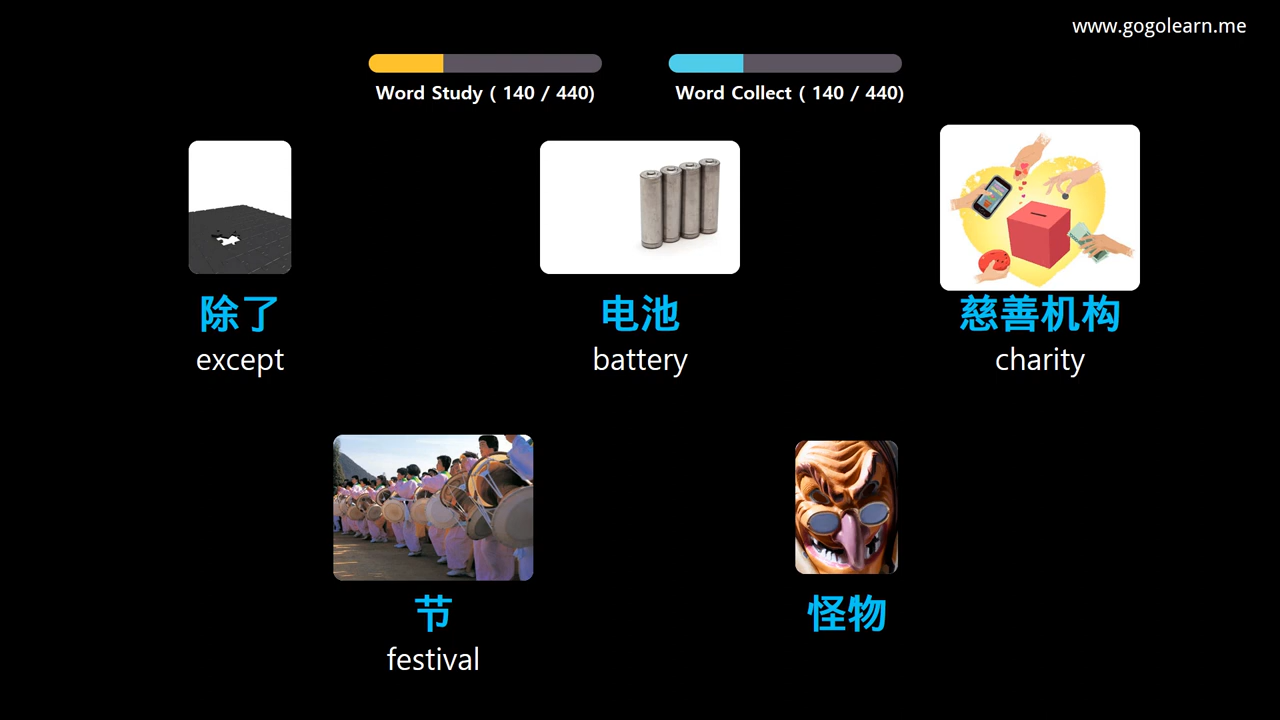 www.gogolearn.me
Word Study ( 140 / 440)
Word Collect ( 140 / 440)
除了
except
电池
battery
慈善机构
charity
节
festival
怪物